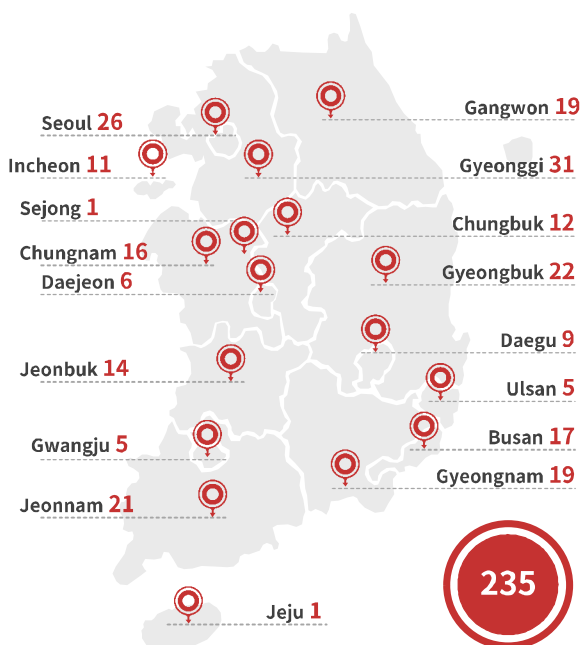 Seoul 26
Incheon 11
Sejong 1
Chungnam 16
Daejeon 6
Jeonbuk 14
Gwangju 5
Jeonnam 21
Jeju 1
Gangwon 19
Gyeonggi 31
Chungbuk 12
Gyeongbuk 22
Daegu 9
Ulsan 5
Busan 17
Gyeongnam 19
235